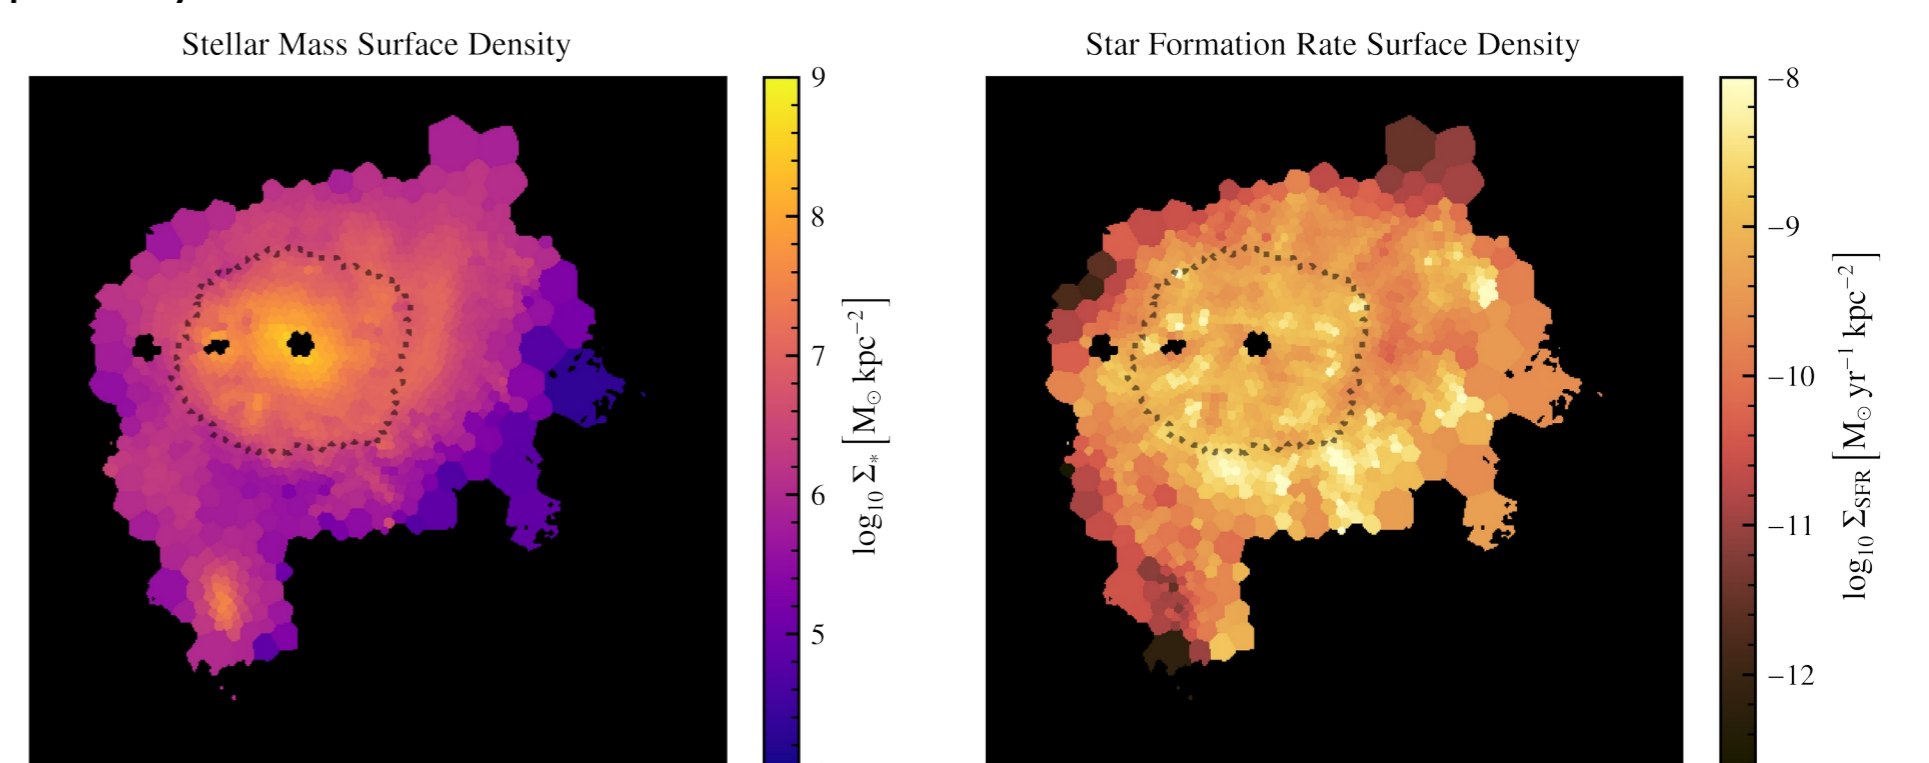 Stellar Mass Surface Density
9
8
7
6
5
log₁₀ Σ* [M⊙ kpc⁻²]
Star Formation Rate Surface Density
−8
−9
−10
−11
−12
log₁₀ ΣSFR [M⊙ yr⁻¹ kpc⁻²]